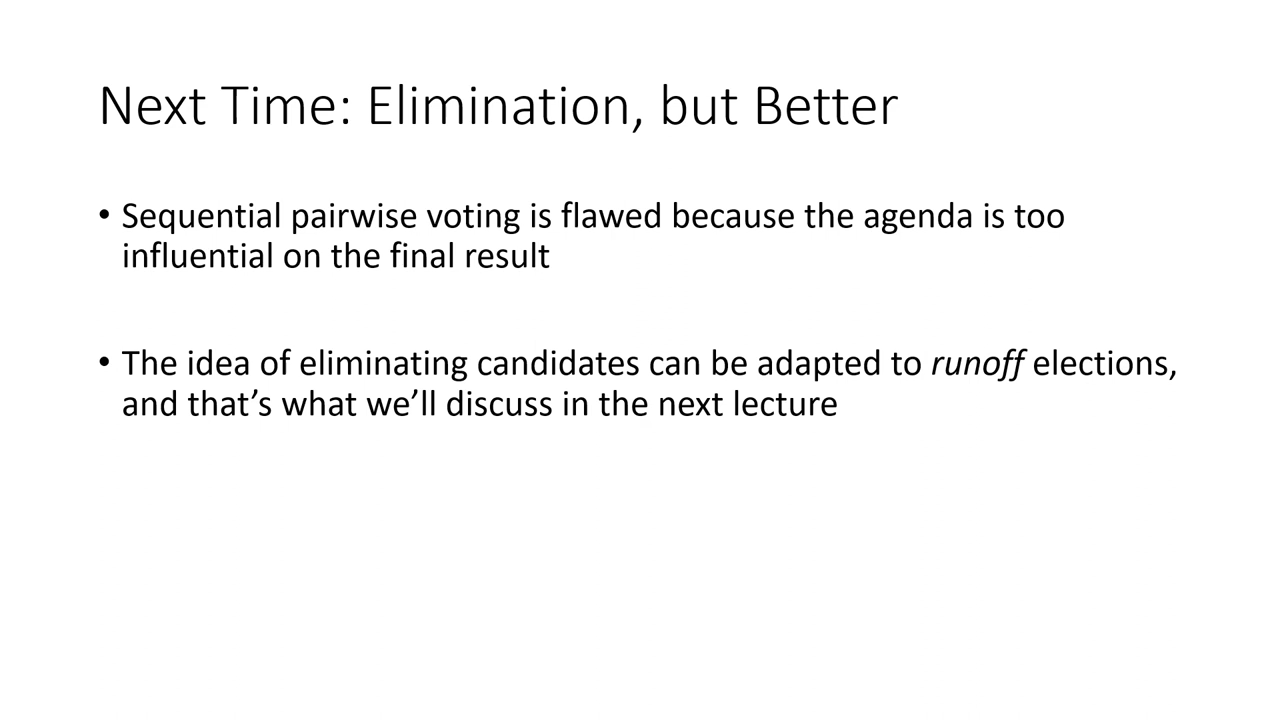 Next Time: Elimination, but Better
• Sequential pairwise voting is flawed because the agenda is too
influential on the final result
• The idea of eliminating candidates can be adapted to runoff elections,
and that’s what we’ll discuss in the next lecture